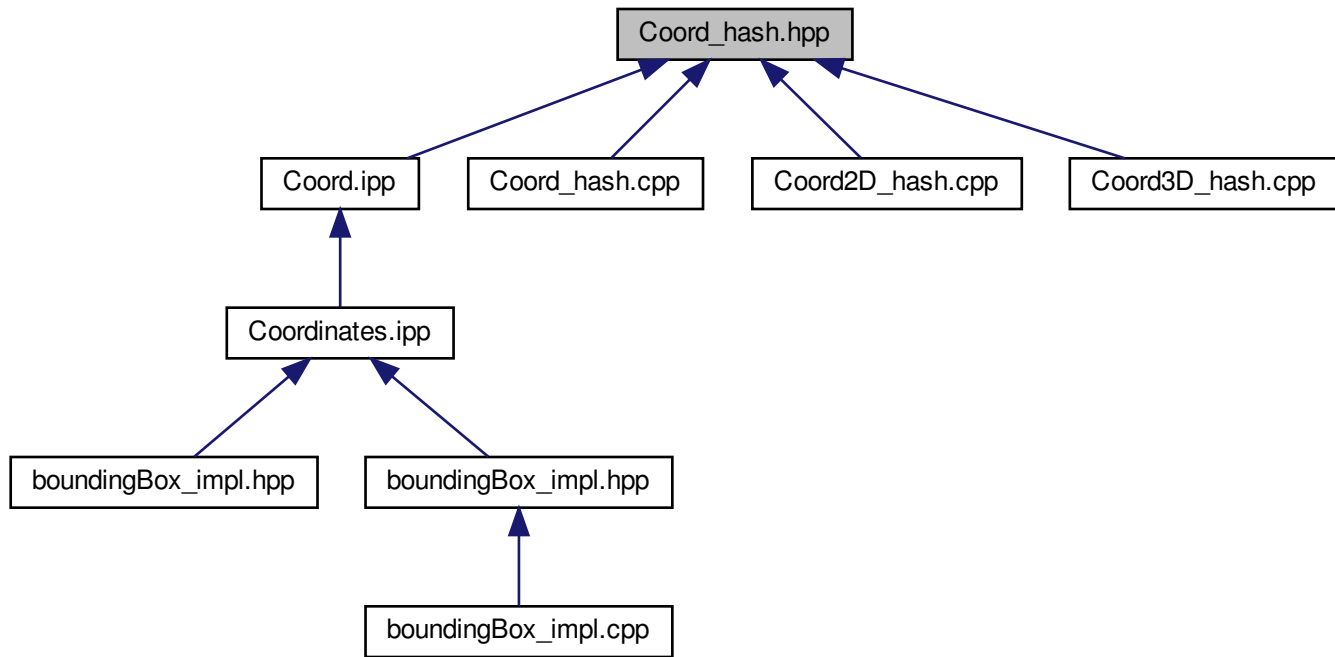 Coord_hash.hpp
Coord.ipp
Coord_hash.cpp
Coord2D_hash.cpp
Coord3D_hash.cpp
Coordinates.ipp
boundingBox_impl.hpp
boundingBox_impl.hpp
boundingBox_impl.cpp